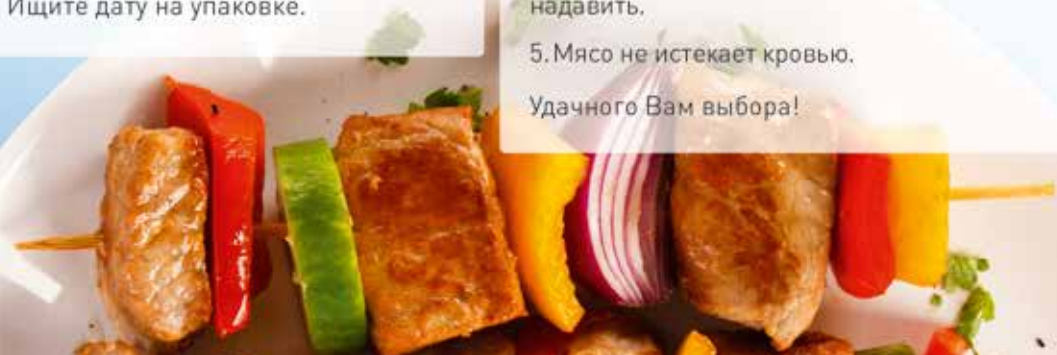 Ищите дату на упаковке.
надавить.
5. Мясо не истекает кровью.
Удачного Вам выбора!